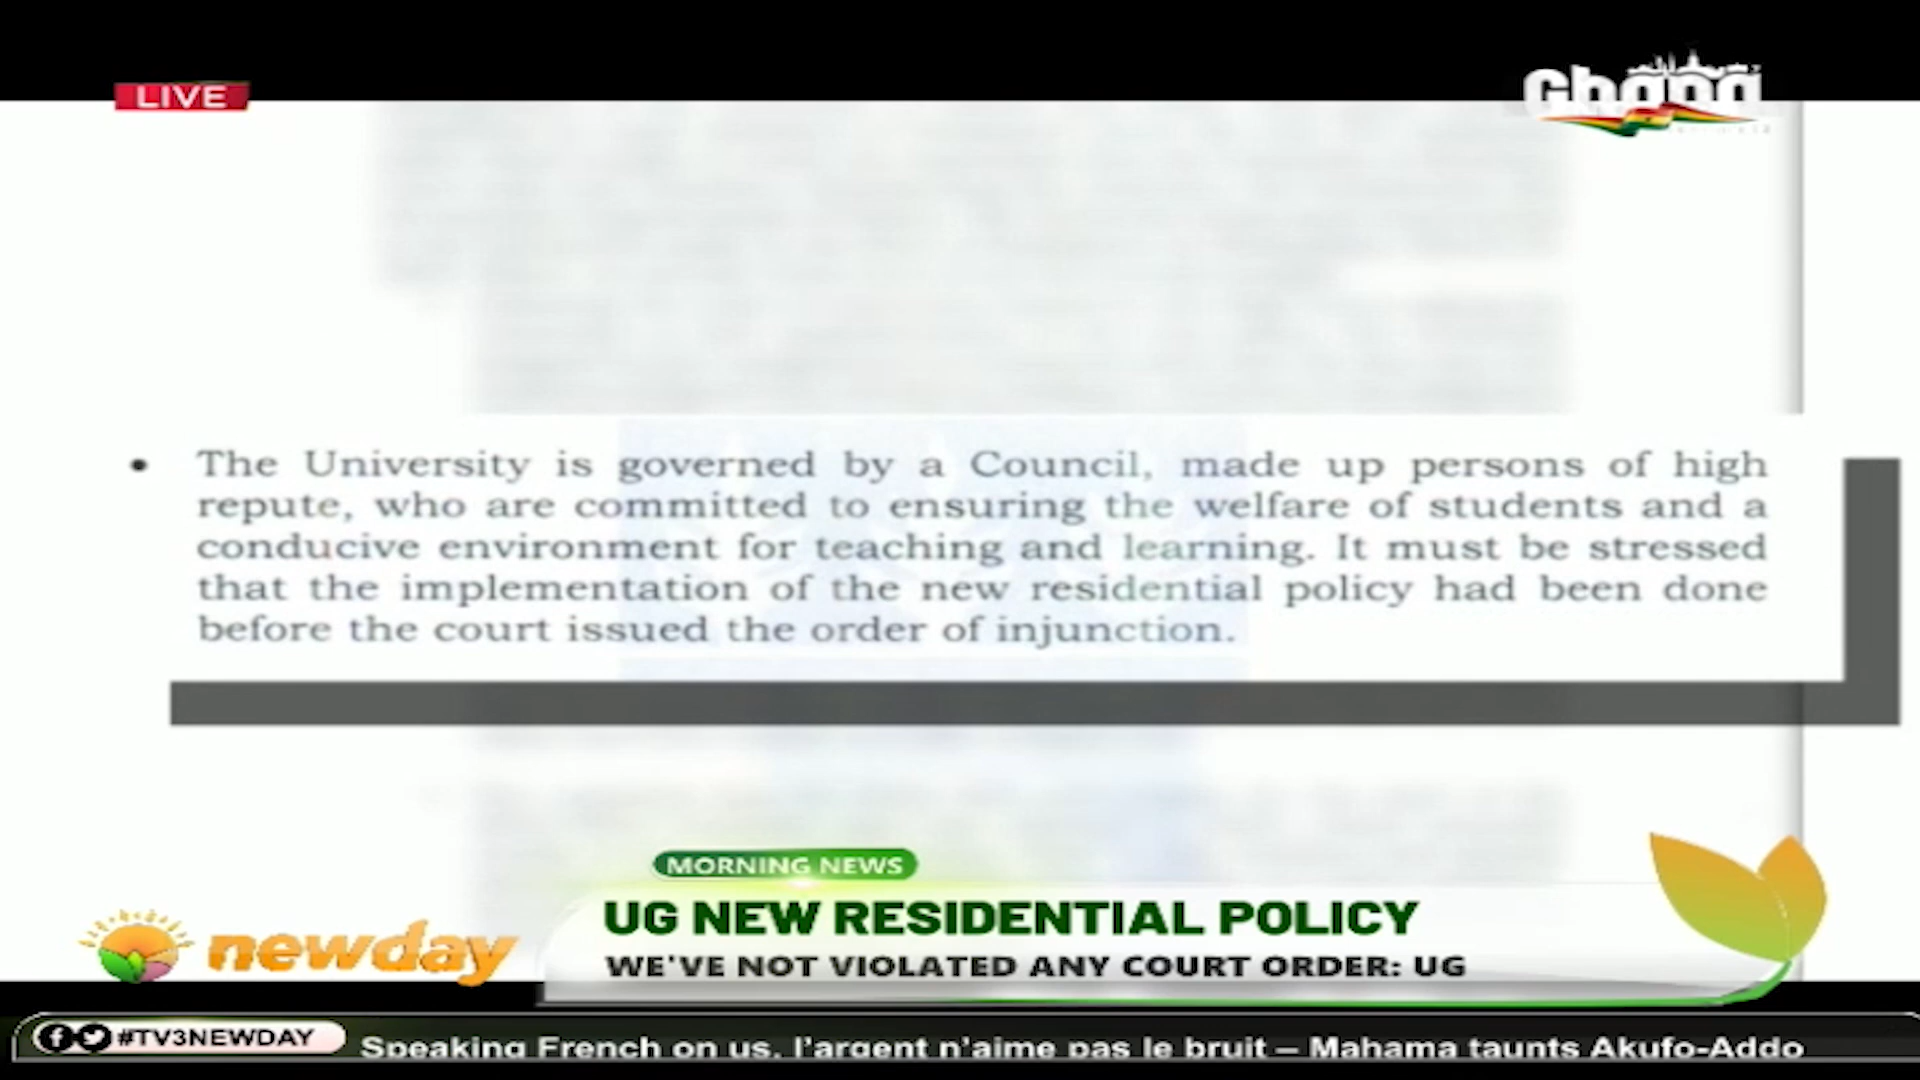 LIVE
Ghana
• The University is governed by a Council, made up persons of high
repute, who are committed to ensuring the welfare of students and a
conducive environment for teaching and learning. It must be stressed
that the implementation of the new residential policy had been done
before the court issued the order of injunction.
MORNING NEWS
UG NEW RESIDENTIAL POLICY
WE'VE NOT VIOLATED ANY COURT ORDER: UG
newday
#TV3NEWDAY
Speaking French on us, l'argent n'aime pas le bruit – Mahama taunts Akufo-Addo